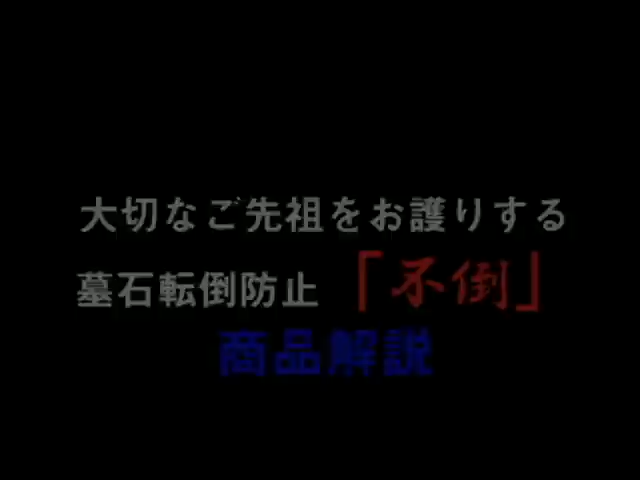 大切なご先祖をお護りする
墓石転倒防止「不倒」
商品解説